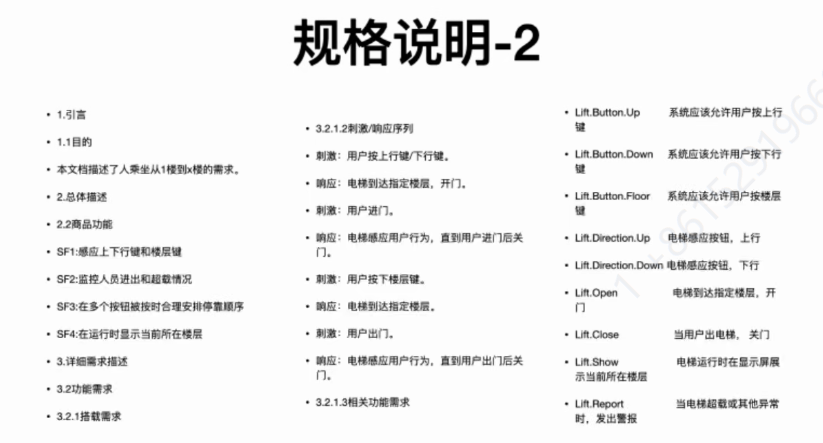 规格说明-2
• 1.引言
• 1.1目的
• 本文档描述了人乘坐从1楼到x楼的需求。
• 2.总体描述
• 2.2商品功能
• SF1:感应上下行键和楼层键
• SF2:监控人员进出和超载情况
• SF3:在多个按钮被按时合理安排停靠顺序
• SF4:在运行时显示当前所在楼层
• 3.详细需求描述
• 3.2功能需求
• 3.2.1搭载需求
• 3.2.1.2刺激/响应序列
• 刺激：用户按上行键/下行键。
• 响应：电梯到达指定楼层，开门。
• 刺激：用户进门。
• 响应：电梯感应用户行为，直到用户进门后关
门。
• 刺激：用户按下楼层键。
• 响应：电梯到达指定楼层。
• 刺激：用户出门。
• 响应：电梯感应用户行为，直到用户出门后关
门。
• 3.2.1.3相关功能需求
• Lift.Button.Up 系统应该允许用户按上行
键
• Lift.Button.Down 系统应该允许用户按下行
键
• Lift.Button.Floor 系统应该允许用户按楼层
键
• Lift.Direction.Up 电梯感应按钮，上行
• Lift.Direction.Down 电梯感应按钮，下行
• Lift.Open 电梯到达指定楼层，开
门
• Lift.Close 当用户出电梯， 关门
• Lift.Show 电梯运行时在显示屏展
示当前所在楼层
• Lift.Report 当电梯超载或其他异常
时，发出警报